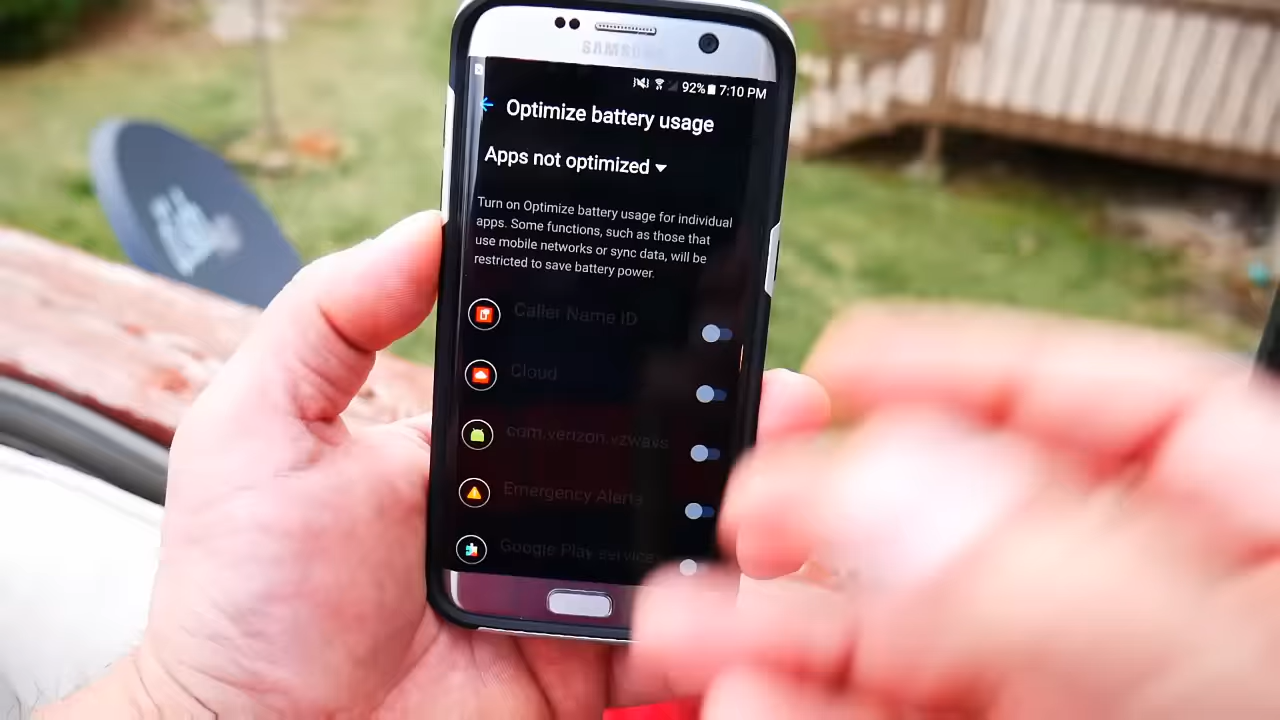 SAMSUNG
92% 7:10 PM
Optimize battery usage
Apps not optimized
Turn on Optimize battery usage for individual
apps. Some functions, such as those that
use mobile networks or sync data, will be
restricted to save battery power.
Caller Name ID
Cloud
com.verizon.vzwavs
Emergency Alerts
Google Play service